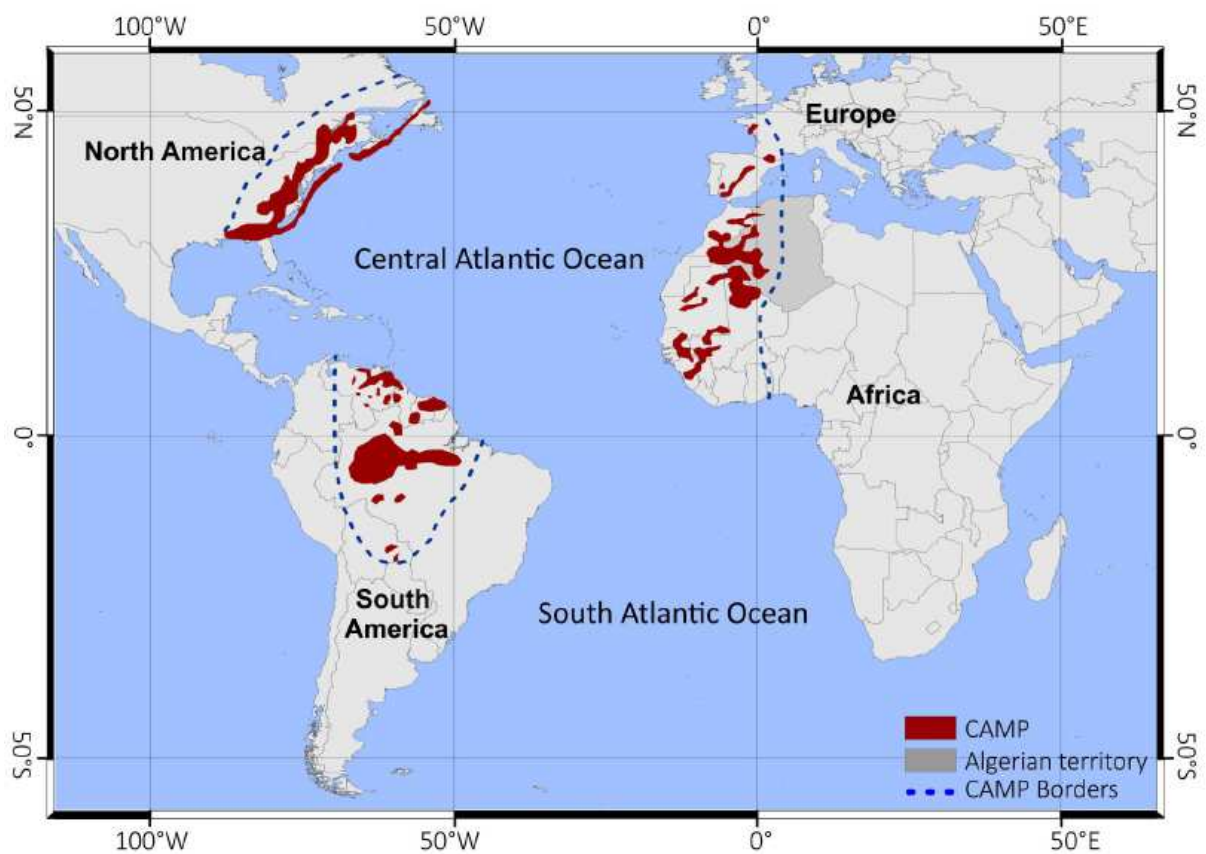 100°W 50°W 0° 50°E
50°N 50°N
Europe
North America
Central Atlantic Ocean
Africa
0° 0°
South
America
South Atlantic Ocean
CAMP
Algerian territory
CAMP Borders
50°S 50°S
100°W 50°W 0° 50°E